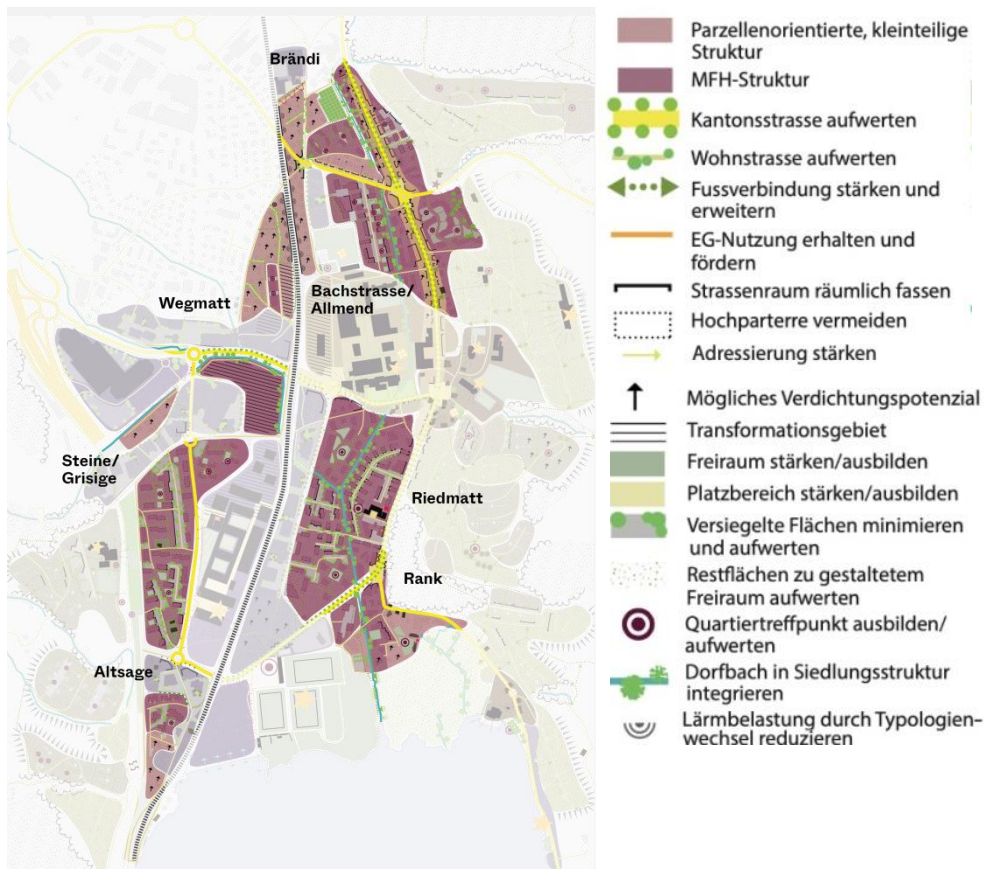 Brändi
Wegmatt
Bachstrasse/
Allmend
Steine/
Grisige
Riedmatt
Rank
Altsage
Parzellenorientierte, kleinteilige
Struktur
MFH-Struktur
Kantonsstrasse aufwerten
Wohnstrasse aufwerten
Fussverbindung stärken und
erweitern
EG-Nutzung erhalten und
fördern
Strassenraum räumlich fassen
Hochparterre vermeiden
Adressierung stärken
Mögliches Verdichtungspotenzial
Transformationsgebiet
Freiraum stärken/ausbilden
Platzbereich stärken/ausbilden
Versiegelte Flächen minimieren
und aufwerten
Restflächen zu gestaltetem
Freiraum aufwerten
Quartiertreffpunkt ausbilden/
aufwerten
Dorfbach in Siedlungsstruktur
integrieren
Lärmbelastung durch Typologien-
wechsel reduzieren